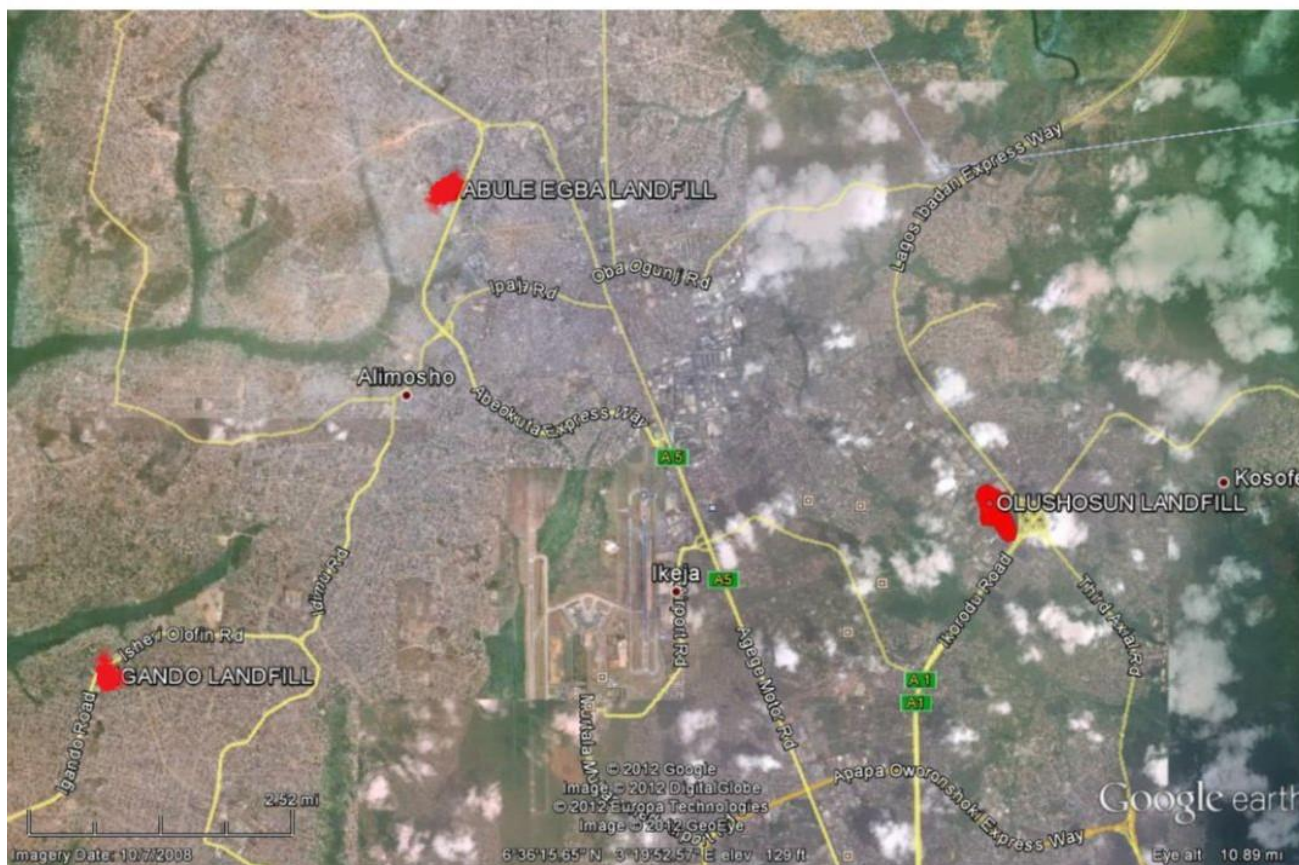 Lagos Ibadan Express Way
ABULE EGBA LANDFILL
Oba Ogunji Rd
Ipaja Rd
Alimosho
Abeokuta Express Way
A 5
Kosofe
OLUSHOSUN LANDFILL
Ikeja
A5
Airport Rd
Idimu Rd
Isheri Olofin Rd
Ikorodu Road
Third Axial Rd
GANDO LANDFILL
Igando Road
A 1
A1
Agege Motor Rd
© 2012 Google
Image © 2012 DigitalGlobe
© 2012 Europa Technologies
Image © 2012 GeoEye
Apapa Oworonshoki Express Way
Google earth
2.52 mi
Imagery Date: 10/7/2008
6°36'15.65" N 3°19'52.57" E elev 129 ft
Eye alt 10.89 mi